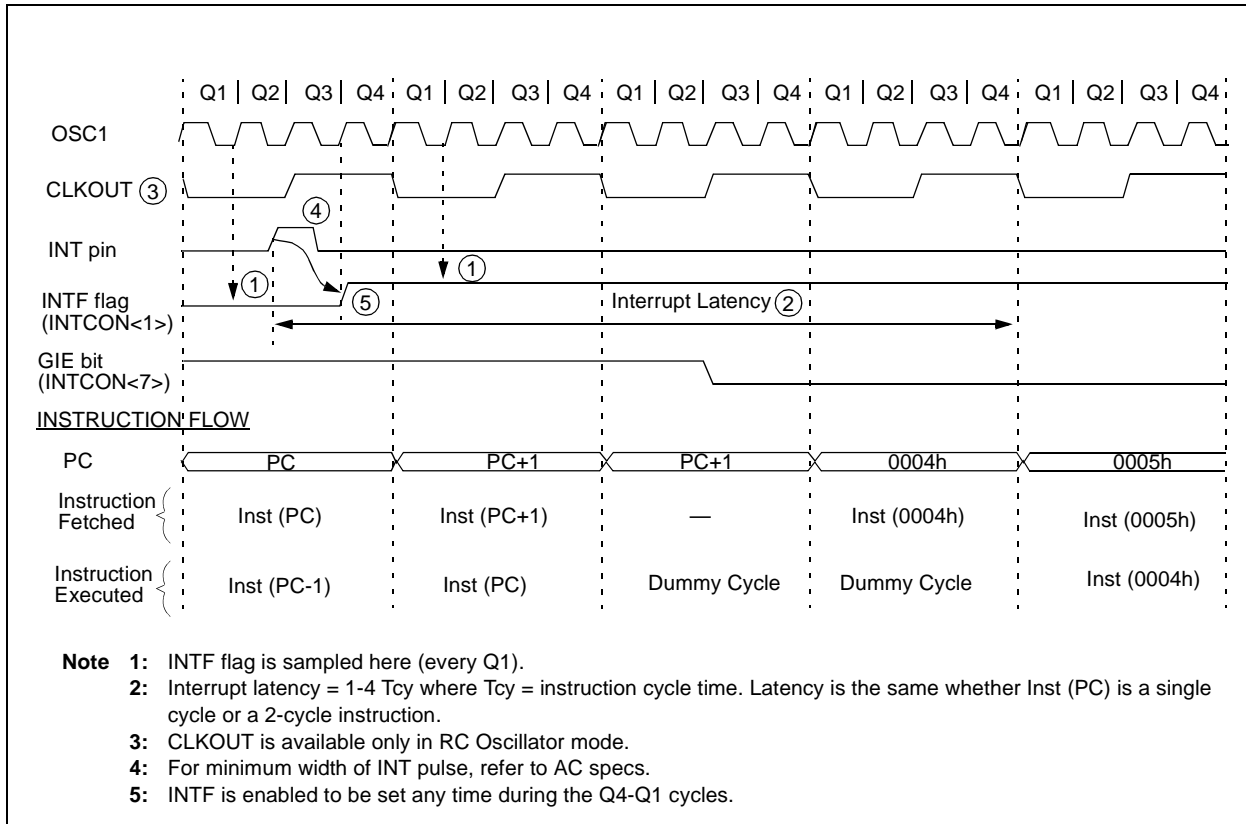 Q1 | Q2 | Q3 | Q4 Q1 | Q2 | Q3 | Q4 Q1 | Q2 | Q3 | Q4 Q1 | Q2 | Q3 | Q4 Q1 | Q2 | Q3 | Q4
OSC1
CLKOUT 3
4
INT pin
1 1
INTF flag
(INTCON<1>)
5
Interrupt Latency 2
GIE bit
(INTCON<7>)
INSTRUCTION FLOW
PC PC PC+1 PC+1 0004h 0005h
Instruction
Fetched
Inst (PC) Inst (PC+1) — Inst (0004h) Inst (0005h)
Instruction
Executed
Inst (PC-1) Inst (PC) Dummy Cycle Dummy Cycle Inst (0004h)
Note 1: INTF flag is sampled here (every Q1).
2: Interrupt latency = 1-4 Tcy where Tcy = instruction cycle time. Latency is the same whether Inst (PC) is a single
cycle or a 2-cycle instruction.
3: CLKOUT is available only in RC Oscillator mode.
4: For minimum width of INT pulse, refer to AC specs.
5: INTF is enabled to be set any time during the Q4-Q1 cycles.